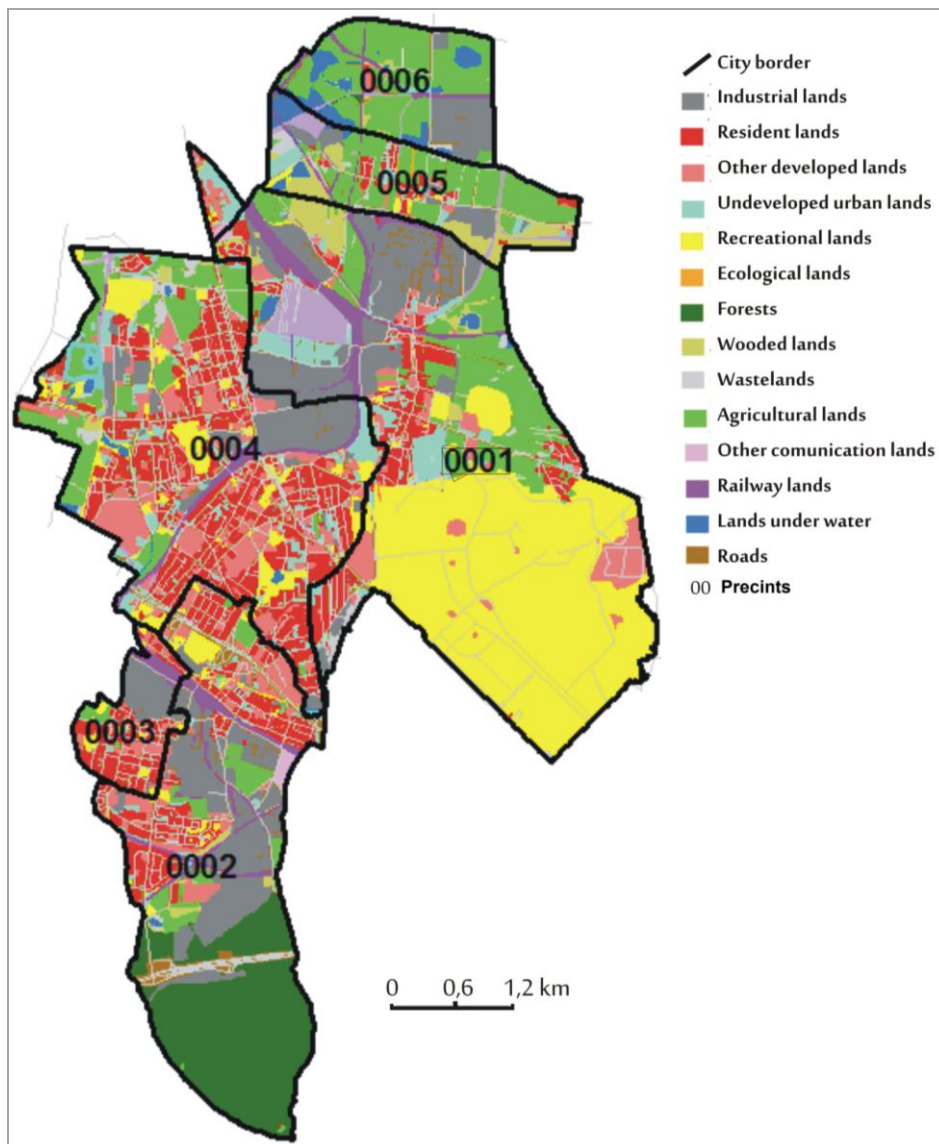 0006
0005
0004
0001
0003
0002
City border
Industrial lands
Resident lands
Other developed lands
Undeveloped urban lands
Recreational lands
Ecological lands
Forests
Wooded lands
Wastelands
Agricultural lands
Other comunication lands
Railway lands
Lands under water
Roads
00 Precints
0 0,6 1,2 km